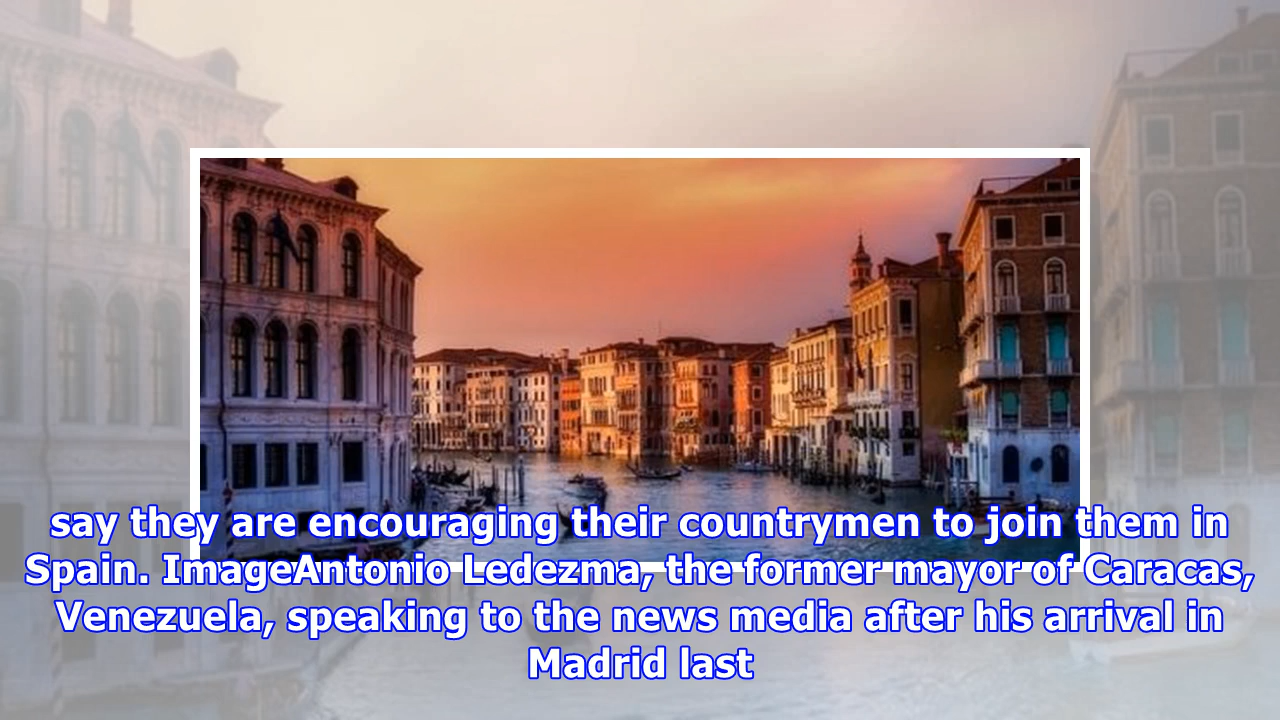 say they are encouraging their countrymen to join them in
Spain. ImageAntonio Ledezma, the former mayor of Caracas,
Venezuela, speaking to the news media after his arrival in
Madrid last